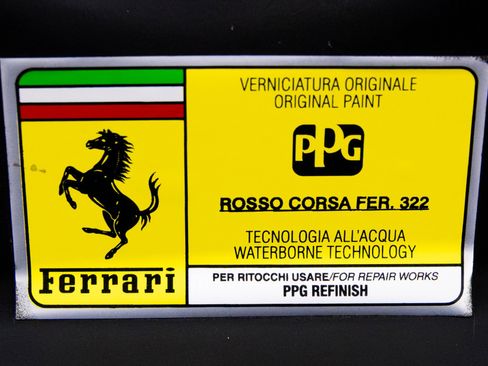 VERNICIATURA ORIGINALE
ORIGINAL PAINT
PPG
ROSSO CORSA FER. 322
TECNOLOGIA ALL'ACQUA
WATERBORNE TECHNOLOGY
Ferrari
PER RITOCCHI USARE/FOR REPAIR WORKS
PPG REFINISH